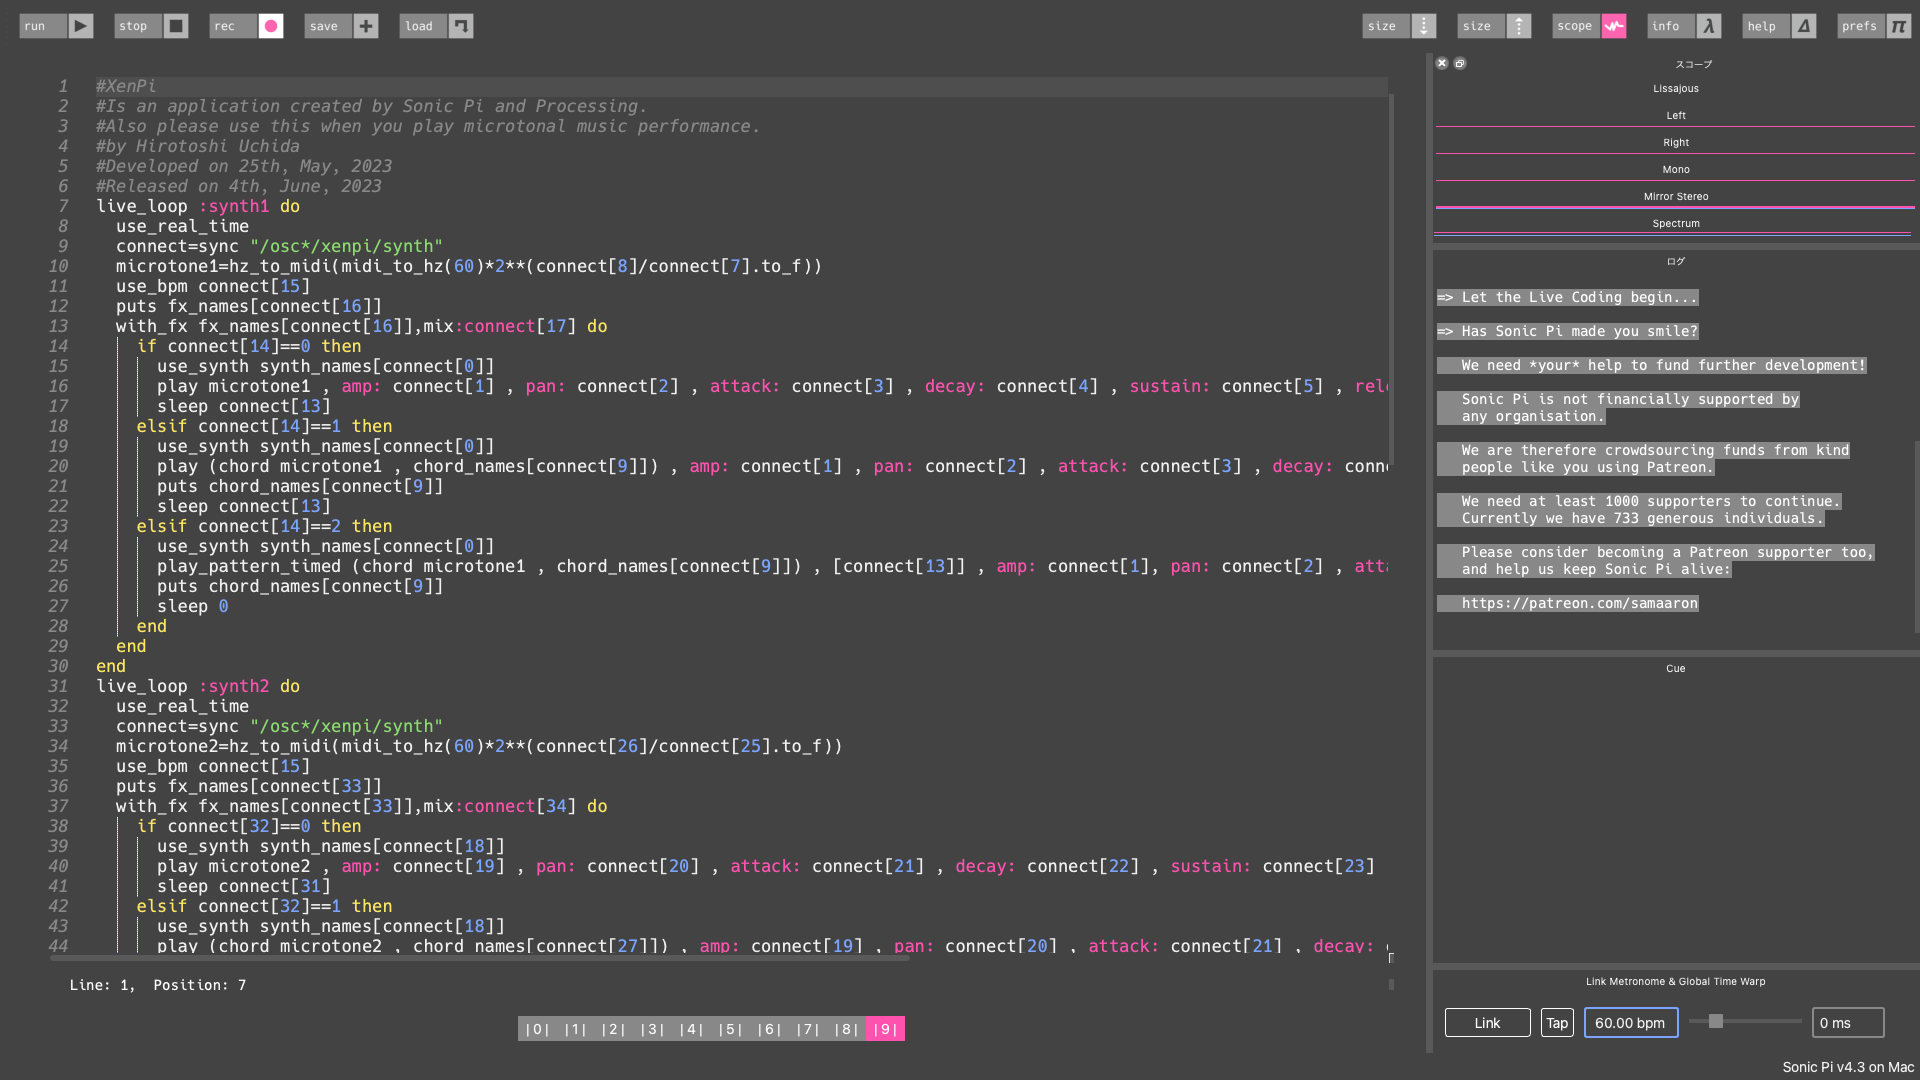 run
stop
rec
save
load
size
size
scope
info
help
prefs
1 #XenPi
2 #Is an application created by Sonic Pi and Processing.
3 #Also please use this when you play microtonal music performance.
4 #by Hirotoshi Uchida
5 #Developed on 25th, May, 2023
6 #Released on 4th, June, 2023
7 live_loop :synth1 do
8 use_real_time
9 connect=sync "/osc*/xenpi/synth"
10 microtone1=hz_to_midi(midi_to_hz(60)*2**(connect[8]/connect[7].to_f))
11 use_bpm connect[15]
12 puts fx_names[connect[16]]
13 with_fx fx_names[connect[16]],mix:connect[17] do
14 if connect[14]==0 then
15 use_synth synth_names[connect[0]]
16 play microtone1 , amp: connect[1] , pan: connect[2] , attack: connect[3] , decay: connect[4] , sustain: connect[5] ,
17 sleep connect[13]
18 elsif connect[14]==1 then
19 use_synth synth_names[connect[0]]
20 play (chord microtone1 , chord_names[connect[9]]) , amp: connect[1] , pan: connect[2] , attack: connect[3] , decay:
21 puts chord_names[connect[9]]
22 sleep connect[13]
23 elsif connect[14]==2 then
24 use_synth synth_names[connect[0]]
25 play_pattern_timed (chord microtone1 , chord_names[connect[9]]) , [connect[13]] , amp: connect[1], pan: connect[2] ,
26 puts chord_names[connect[9]]
27 sleep 0
28 end
29 end
30 end
31 live_loop :synth2 do
32 use_real_time
33 connect=sync "/osc*/xenpi/synth"
34 microtone2=hz_to_midi(midi_to_hz(60)*2**(connect[26]/connect[25].to_f))
35 use_bpm connect[15]
36 puts fx_names[connect[33]]
37 with_fx fx_names[connect[33]],mix:connect[34] do
38 if connect[32]==0 then
39 use_synth synth_names[connect[18]]
40 play microtone2 , amp: connect[19] , pan: connect[20] , attack: connect[21] , decay: connect[22] , sustain: connect[23]
41 sleep connect[31]
42 elsif connect[32]==1 then
43 use_synth synth_names[connect[18]]
44 play (chord microtone2 , chord_names[connect[27]]) , amp: connect[19] , pan: connect[20] , attack: connect[21] , decay:
Line: 1, Position: 7
|0| |1| |2| |3| |4| |5| |6| |7| |8| |9|
スコープ
Lissajous
Left
Right
Mono
Mirror Stereo
Spectrum
ログ
=> Let the Live Coding begin...
=> Has Sonic Pi made you smile?
We need *your* help to fund further development!
Sonic Pi is not financially supported by
any organisation.
We are therefore crowdsourcing funds from kind
people like you using Patreon.
We need at least 1000 supporters to continue.
Currently we have 733 generous individuals.
Please consider becoming a Patreon supporter too,
and help us keep Sonic Pi alive:
https://patreon.com/samaaron
Cue
Link Metronome & Global Time Warp
Link
Tap
60.00 bpm
0 ms
Sonic Pi v4.3 on Mac